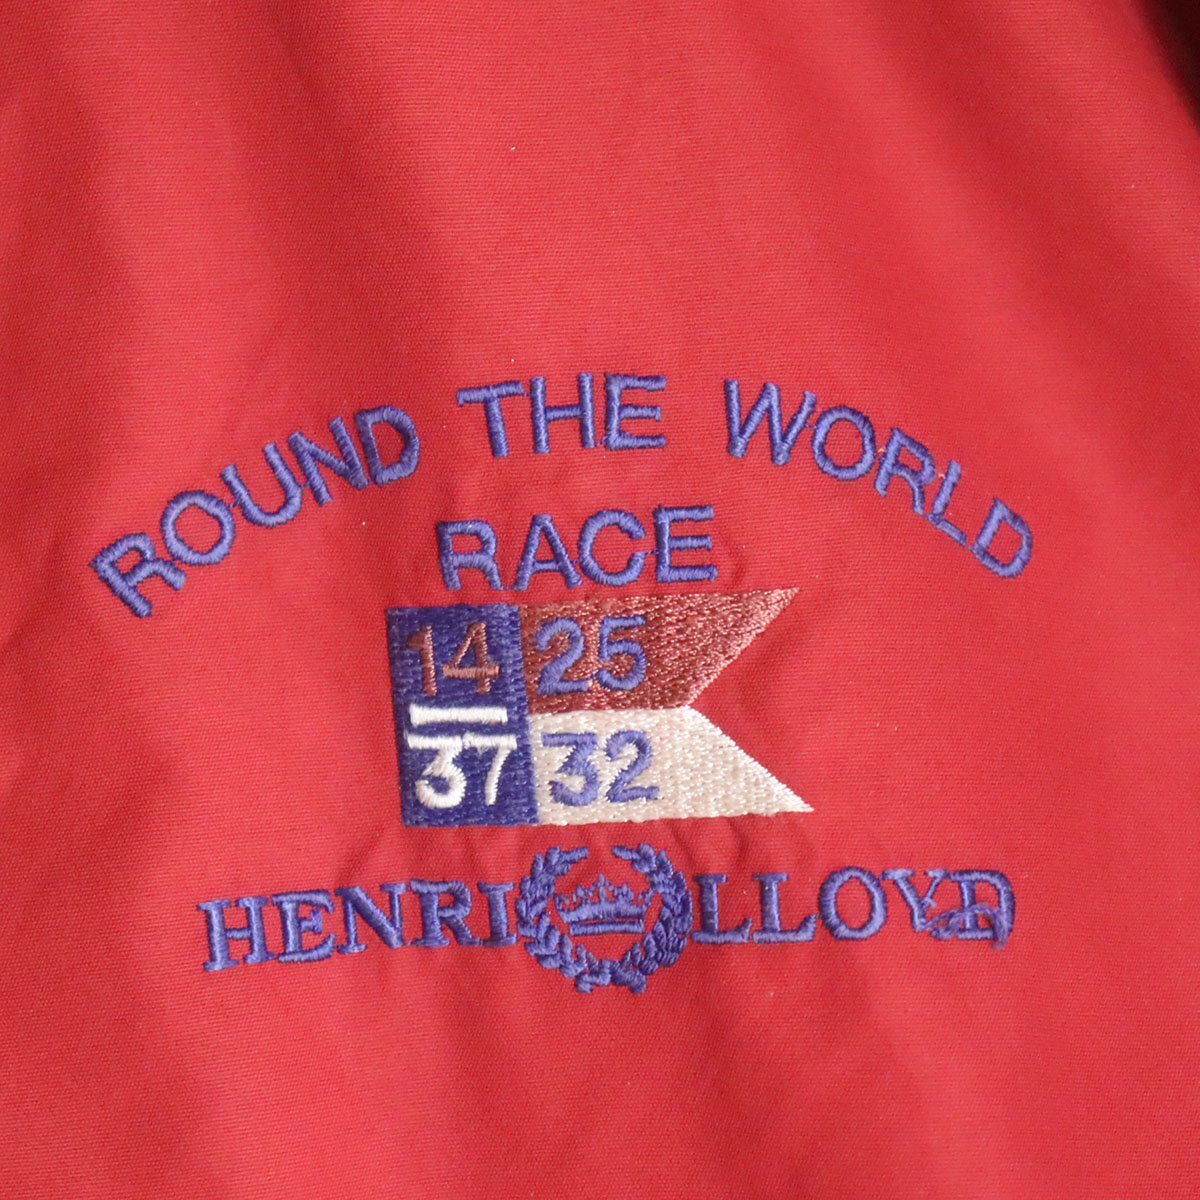 ROUND THE WORLD
RACE
14 25
37 32
HENRI LLOYD